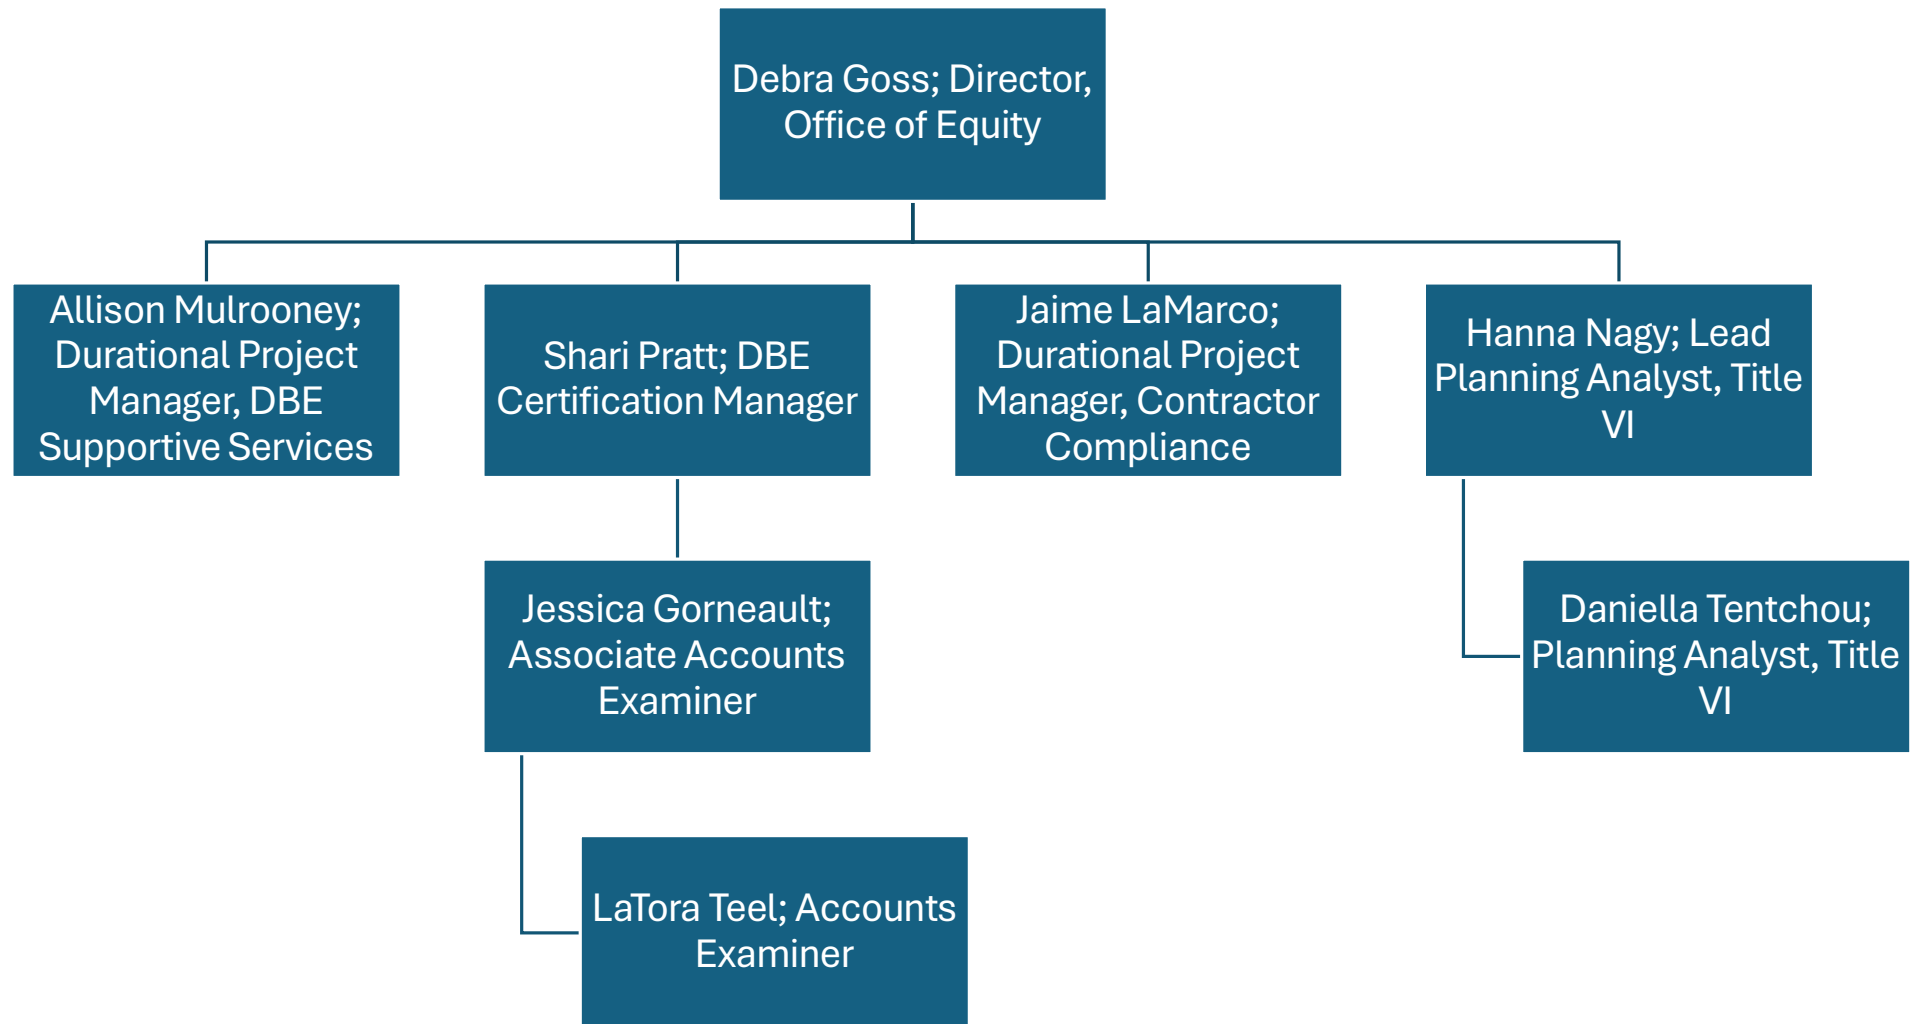 Debra Goss; Director,
Office of Equity
Allison Mulrooney;
Durational Project
Manager, DBE
Supportive Services
Shari Pratt; DBE
Certification Manager
Jaime LaMarco;
Durational Project
Manager, Contractor
Compliance
Hanna Nagy; Lead
Planning Analyst, Title
VI
Jessica Gorneault;
Associate Accounts
Examiner
Daniella Tentchou;
Planning Analyst, Title
VI
LaTora Teel; Accounts
Examiner